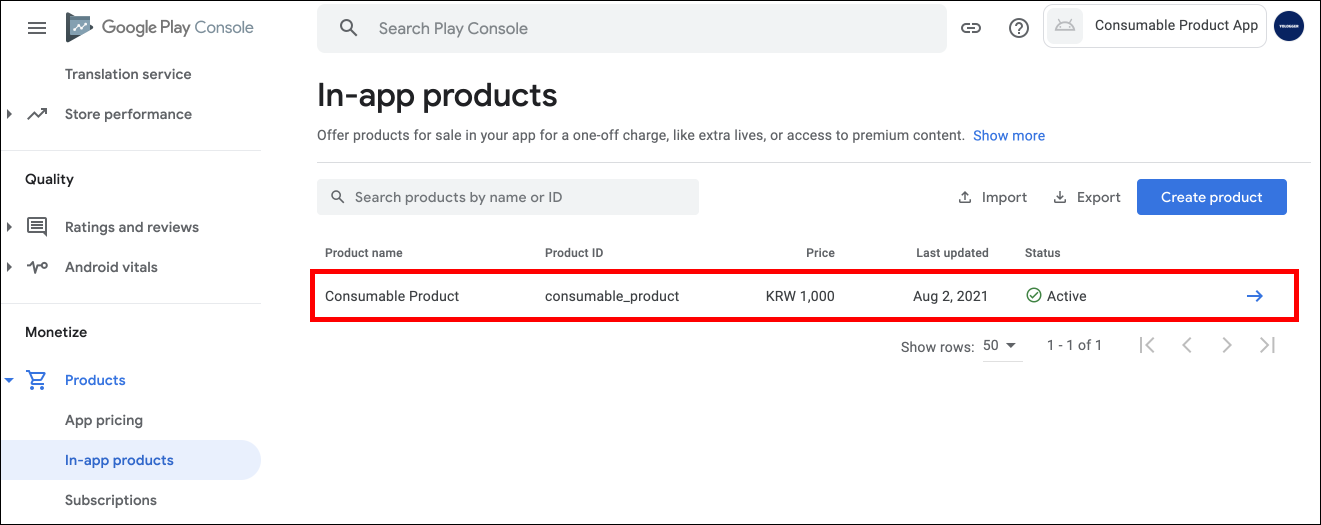 Google Play Console
Search Play Console
Consumable Product App
YOLOGGER
Translation service
Store performance
Quality
Ratings and reviews
Android vitals
Monetize
Products
App pricing
In-app products
Subscriptions
In-app products
Offer products for sale in your app for a one-off charge, like extra lives, or access to premium content. Show more
Search products by name or ID
Import
Export
Create product
Product name Product ID Price Last updated Status
Consumable Product consumable_product KRW 1,000 Aug 2, 2021 Active
Show rows: 50 1 - 1 of 1